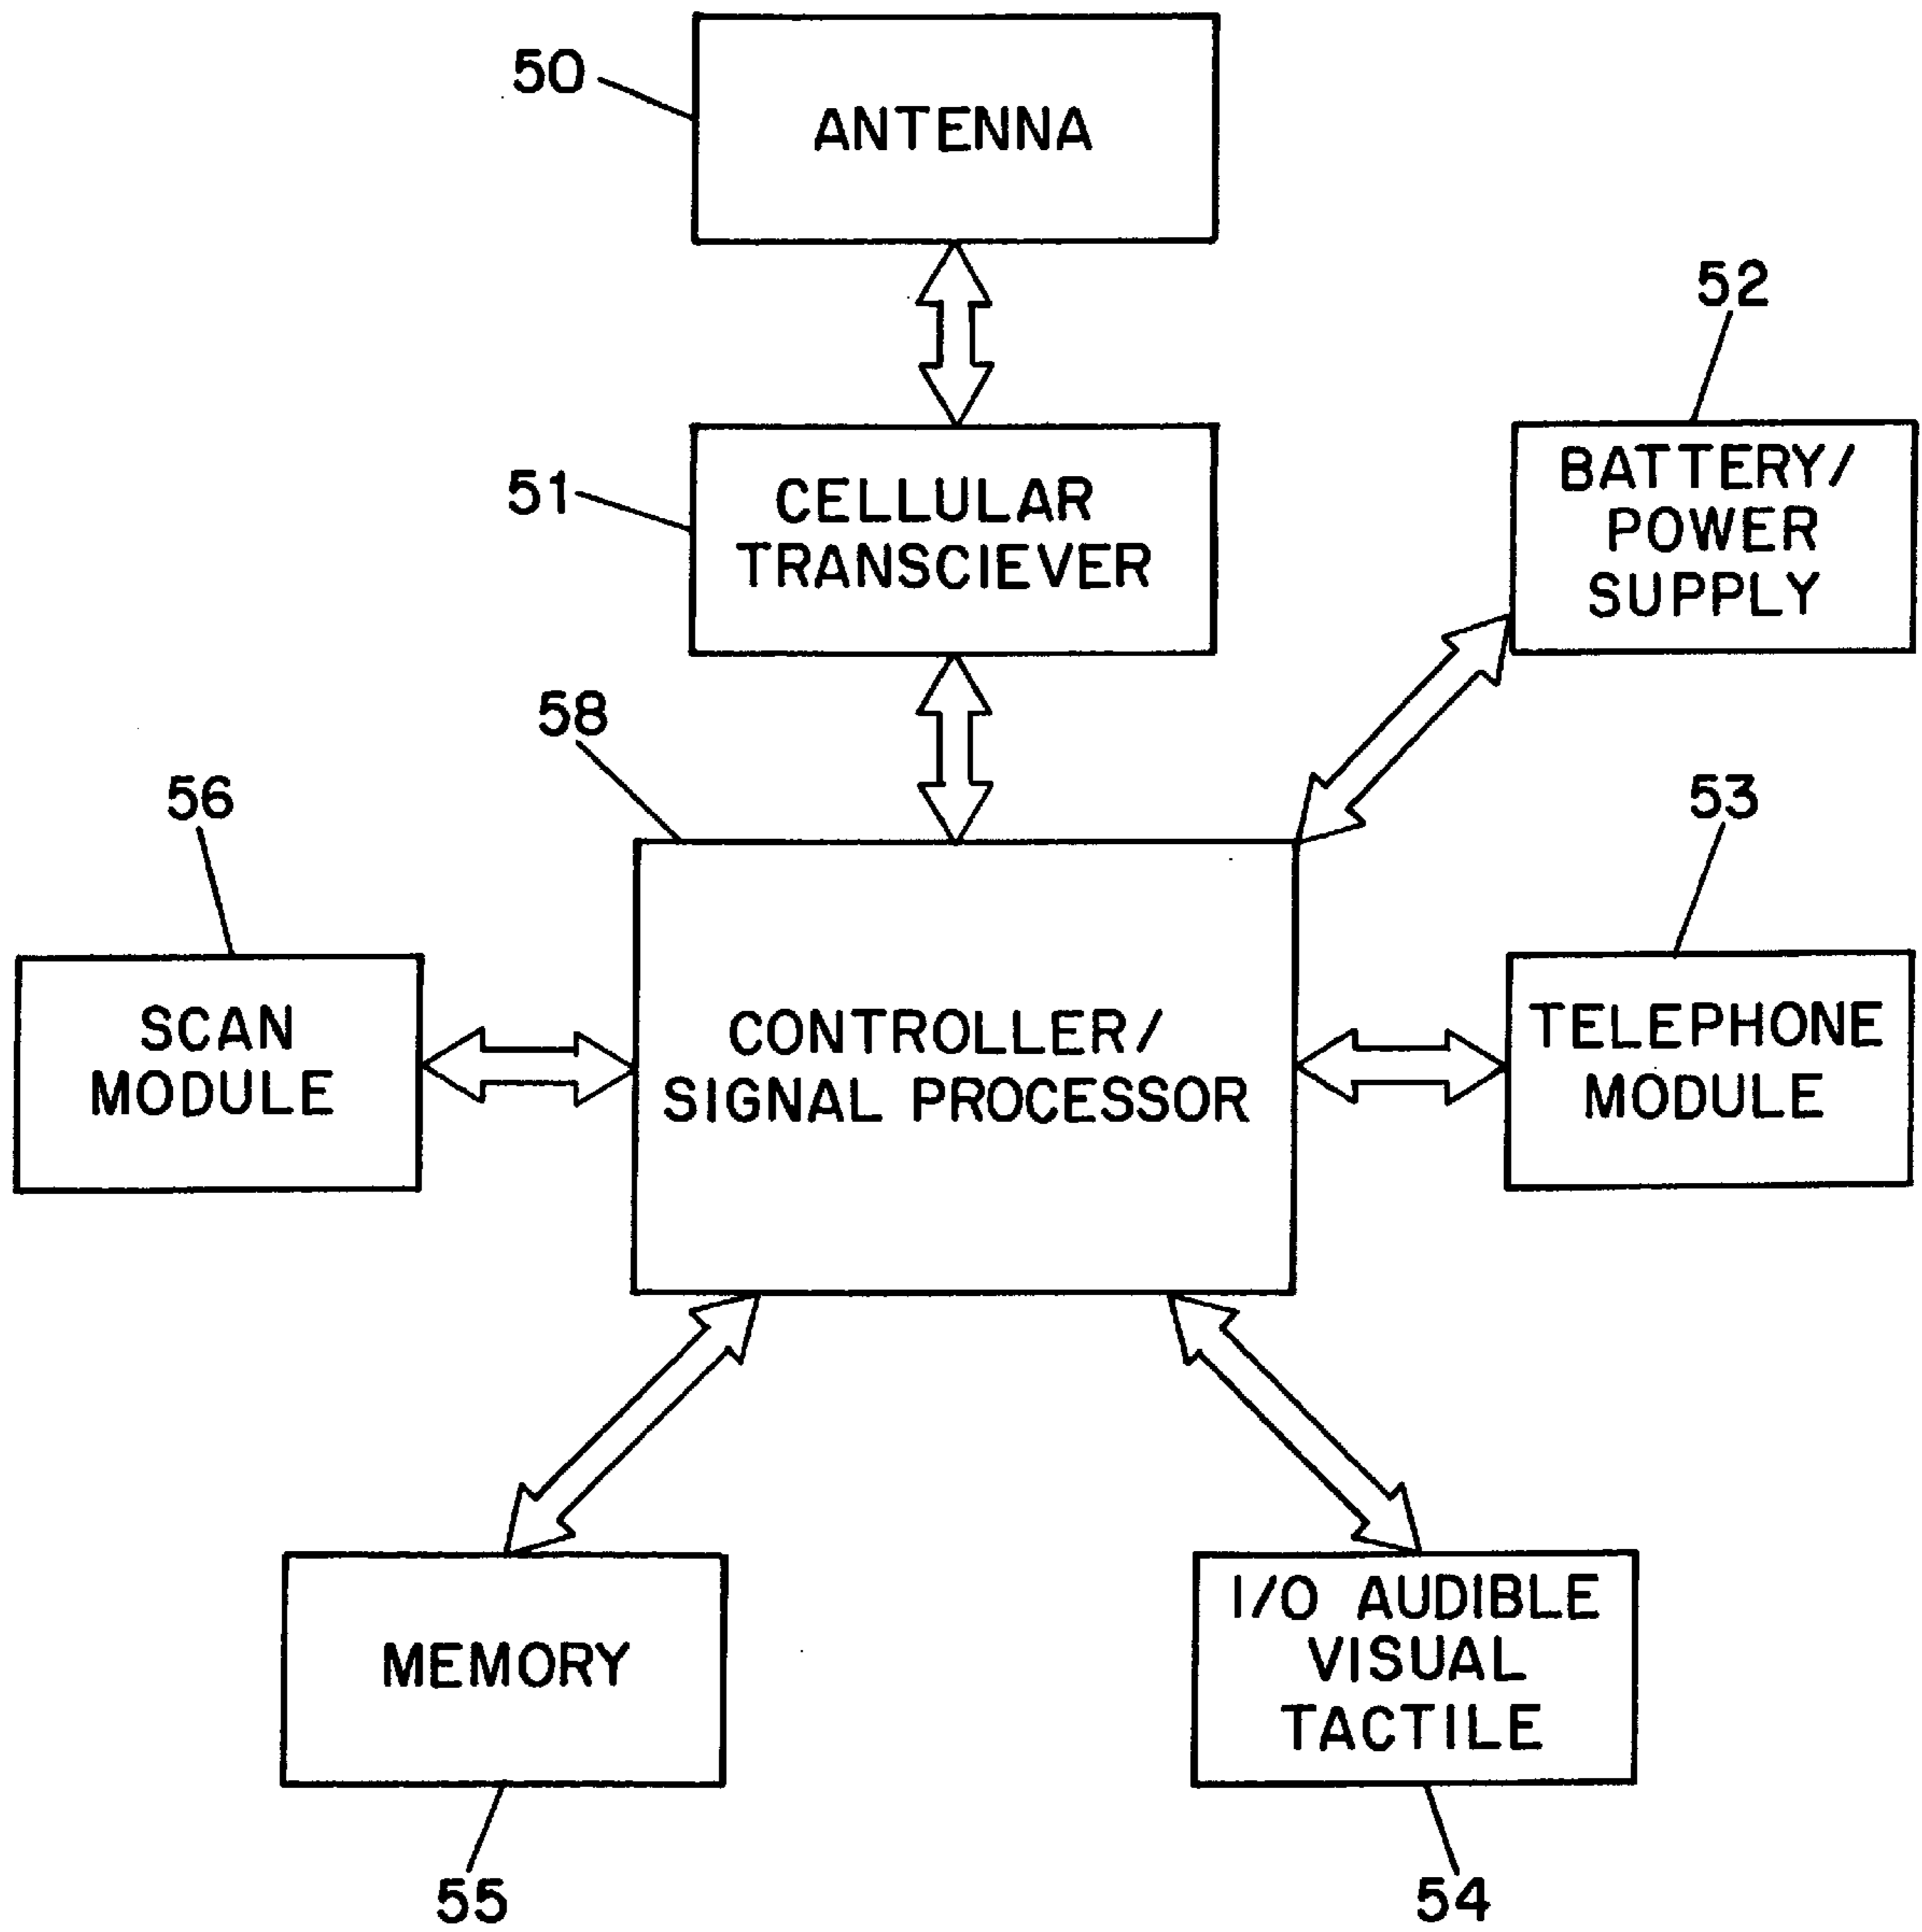 50
ANTENNA
52
51
CELLULAR
TRANSCIEVER
BATTERY/
POWER
SUPPLY
58
56
53
SCAN
MODULE
CONTROLLER/
SIGNAL PROCESSOR
TELEPHONE
MODULE
MEMORY
I/O AUDIBLE
VISUAL
TACTILE
55
54